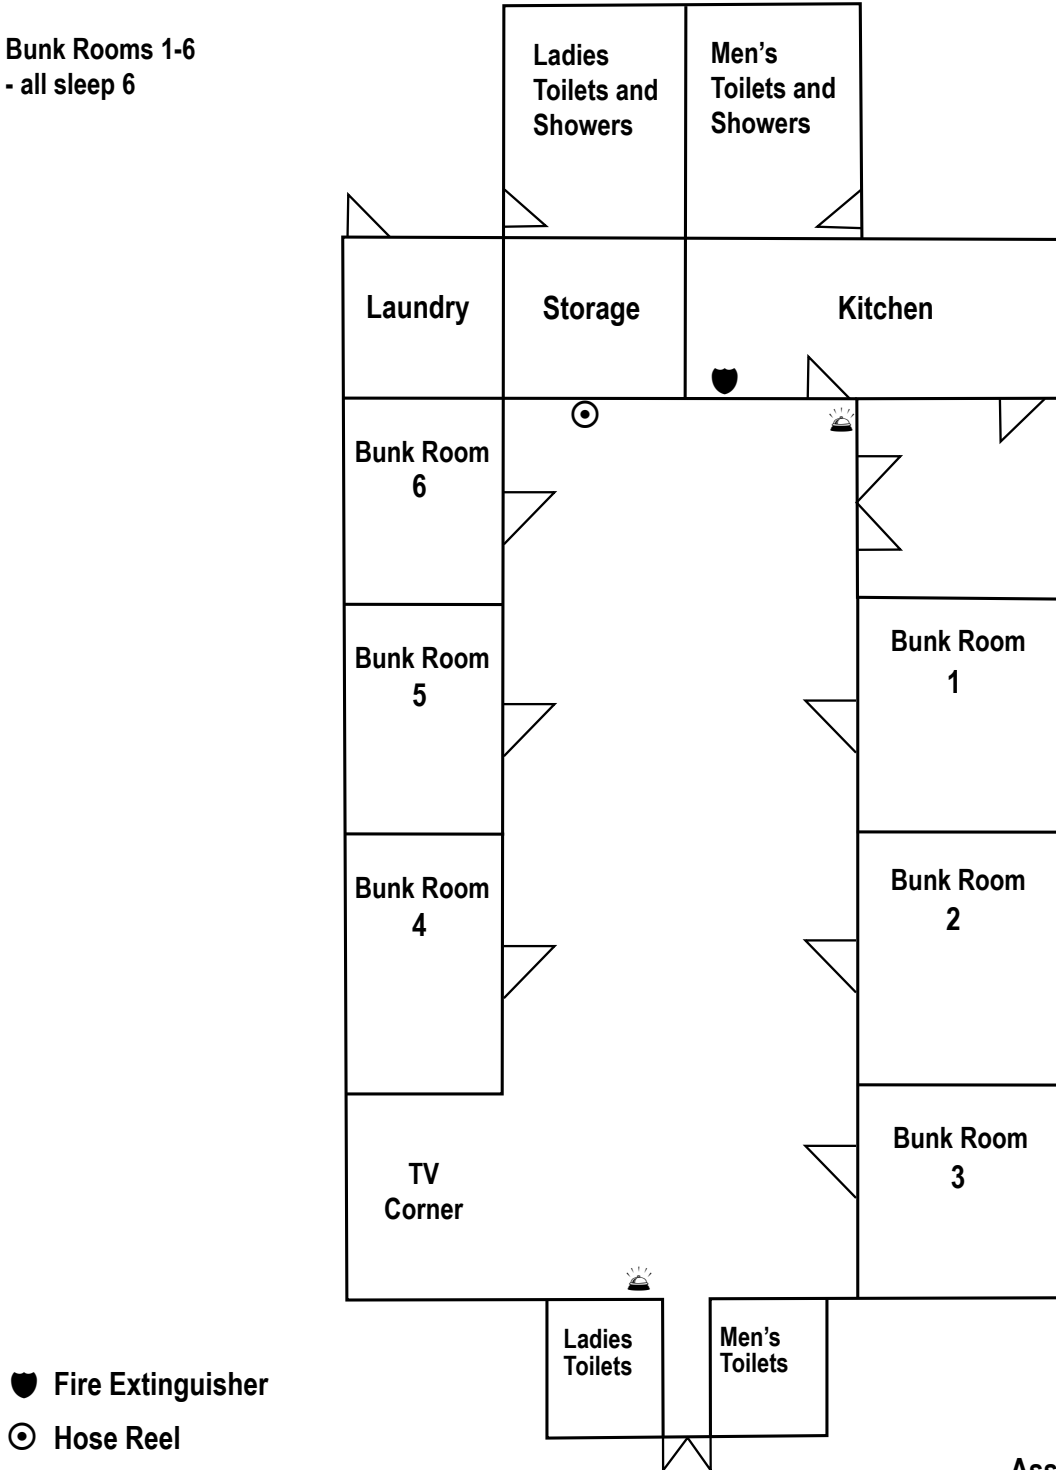 Bunk Rooms 1-6
- all sleep 6
Ladies
Toilets and
Showers
Men's
Toilets and
Showers
Laundry
Storage
Kitchen
Bunk Room
6
Bunk Room
5
Bunk Room
4
Bunk Room
1
Bunk Room
2
Bunk Room
3
TV
Corner
Ladies
Toilets
Men's
Toilets
Fire Extinguisher
Hose Reel